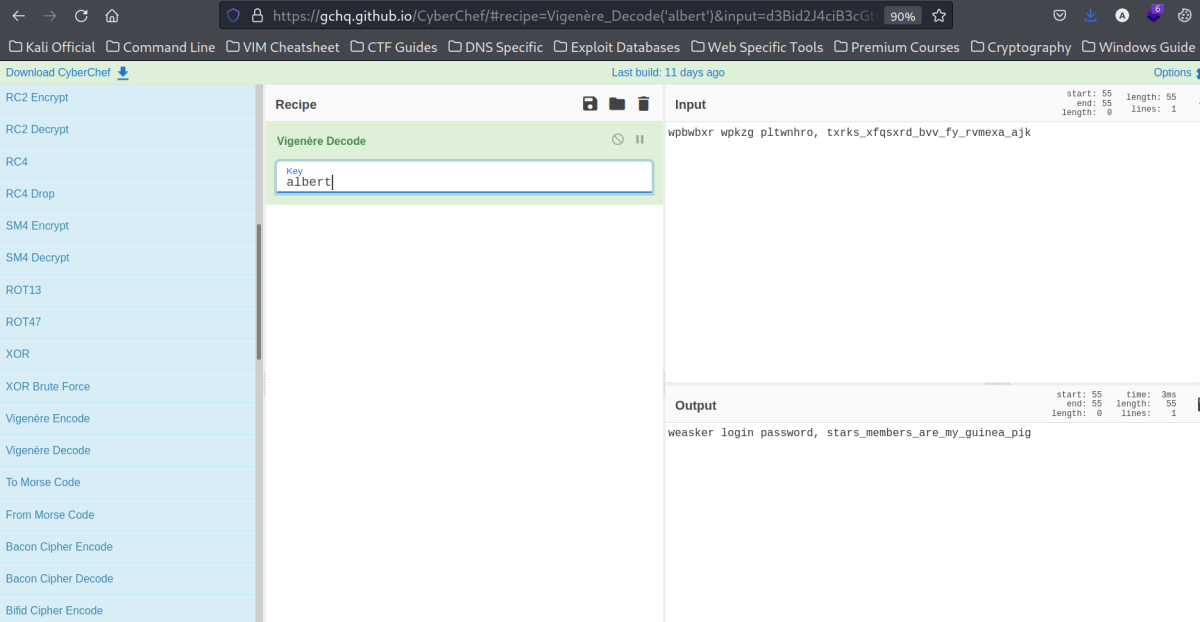 https://gchq.github.io/CyberChef/#recipe=Vigenère_Decode('albert')&input=d3Bid2J4ciB3cGt
90%
6
Kali Official Command Line VIM Cheatsheet CTF Guides DNS Specific Exploit Databases Web Specific Tools Premium Courses Cryptography Windows Guide
Download CyberChef Last build: 11 days ago Options
RC2 Encrypt
RC2 Decrypt
RC4
RC4 Drop
SM4 Encrypt
SM4 Decrypt
ROT13
ROT47
XOR
XOR Brute Force
Vigenère Encode
Vigenère Decode
To Morse Code
From Morse Code
Bacon Cipher Encode
Bacon Cipher Decode
Bifid Cipher Encode
Recipe
Vigenère Decode
Key
albert
Input
start: 55
end: 55
length: 0
length: 55
lines: 1
wpbwbxr wpkzg pltwnhro, txrks_xfqsxrd_bvv_fy_rvmexa_ajk
Output
start: 55
end: 55
length: 0
time: 3ms
length: 55
lines: 1
weasker login password, stars_members_are_my_guinea_pig